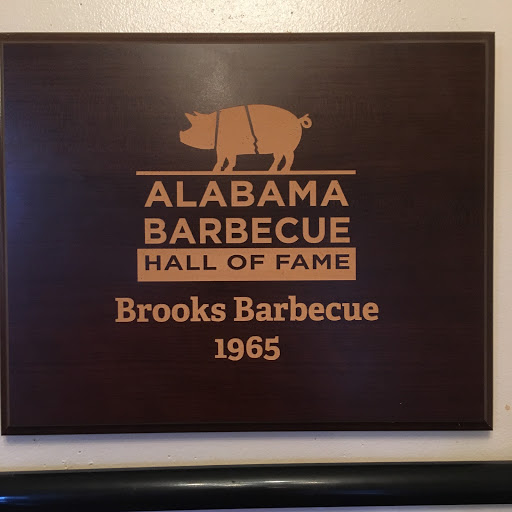 ALABAMA
BARBECUE
HALL OF FAME
Brooks Barbecue
1965